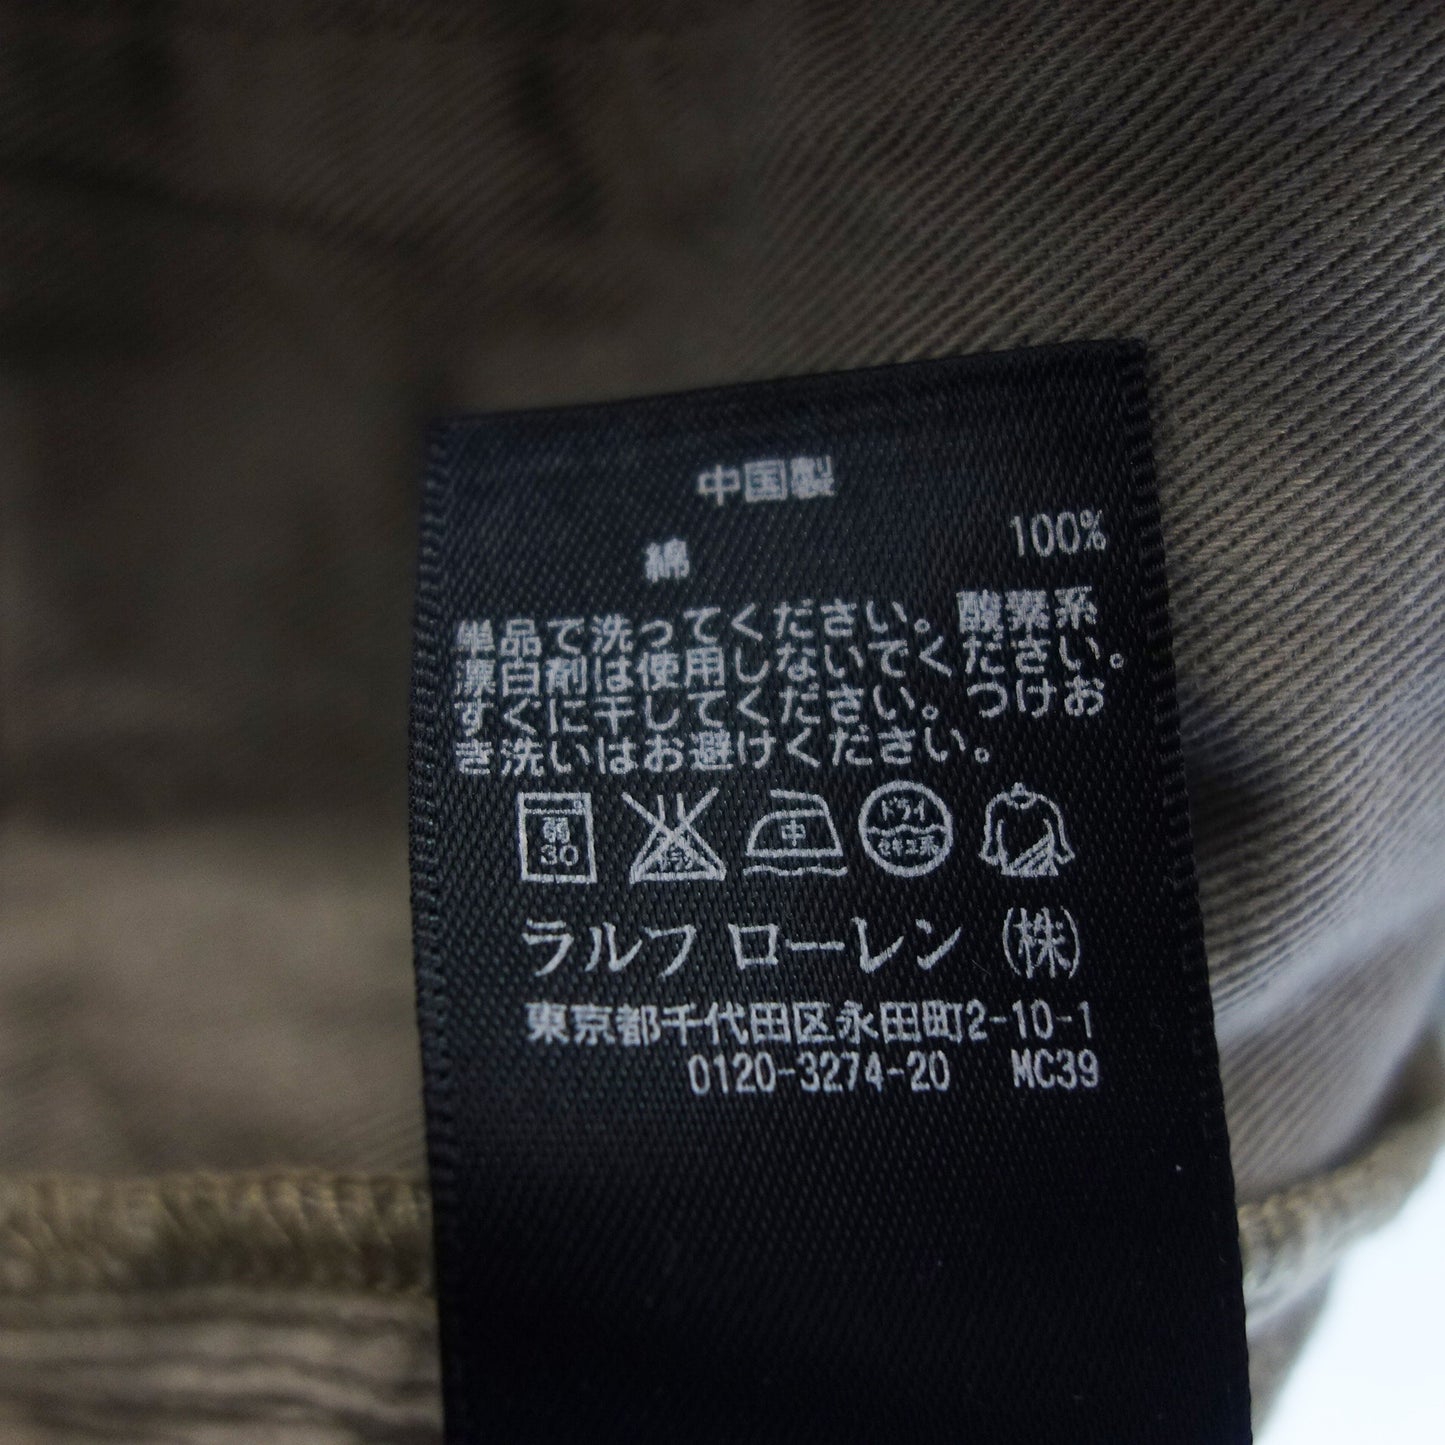 中国製
綿 100%
単品で洗ってください。酸素系
漂白剤は使用しないでください。
すぐに干してください。つけお
き洗いはお避けください。
弱 中 ドライ
30 セキユ系
ラルフ ローレン (株)
東京都千代田区永田町2-10-1
0120-3274-20 MC39